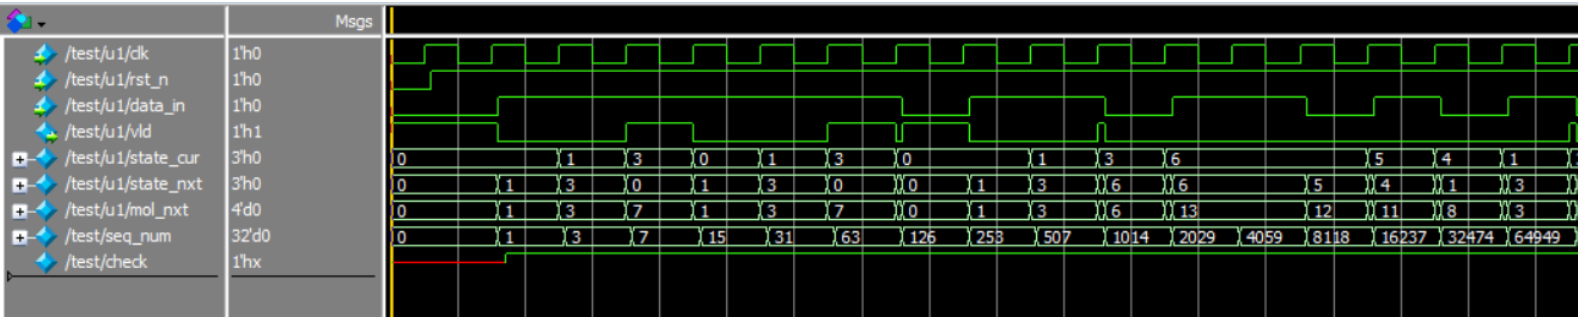 Msgs
/test/u1/clk 1'h0
/test/u1/rst_n 1'h0
/test/u1/data_in 1'h0
/test/u1/vld 1'h1
/test/u1/state_cur 3'h0 0 1 3 0 1 3 0 1 3 6 5 4 1
/test/u1/state_nxt 3'h0 0 1 3 0 1 3 0 0 1 3 6 6 5 4 1 3
/test/u1/mol_nxt 4'd0 0 1 3 7 1 3 7 0 1 3 6 13 12 11 8 3
/test/seq_num 32'd0 0 1 3 7 15 31 63 126 253 507 1014 2029 4059 8118 16237 32474 64949
/test/check 1'hx